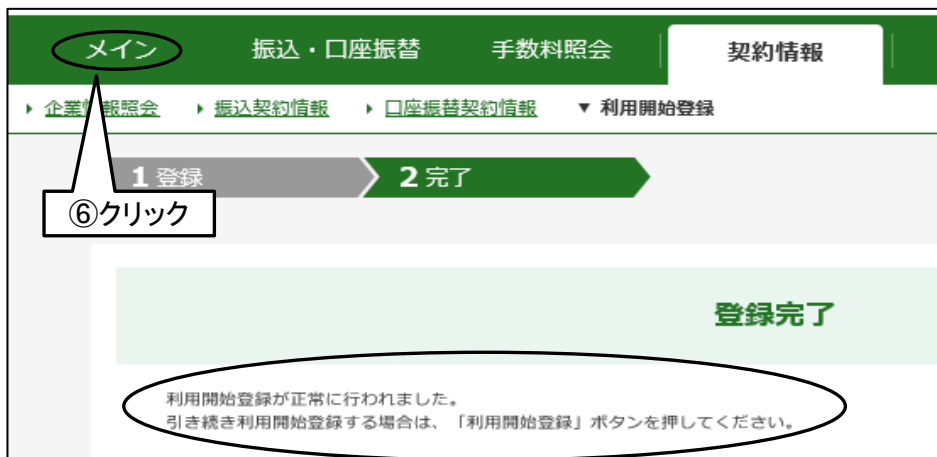 メイン 振込・口座振替 手数料照会 契約情報
企業情報照会 振込契約情報 口座振替契約情報 ▼ 利用開始登録
1 登録 2 完了
⑥クリック
登録完了
利用開始登録が正常に行われました。
引き続き利用開始登録する場合は、「利用開始登録」ボタンを押してください。